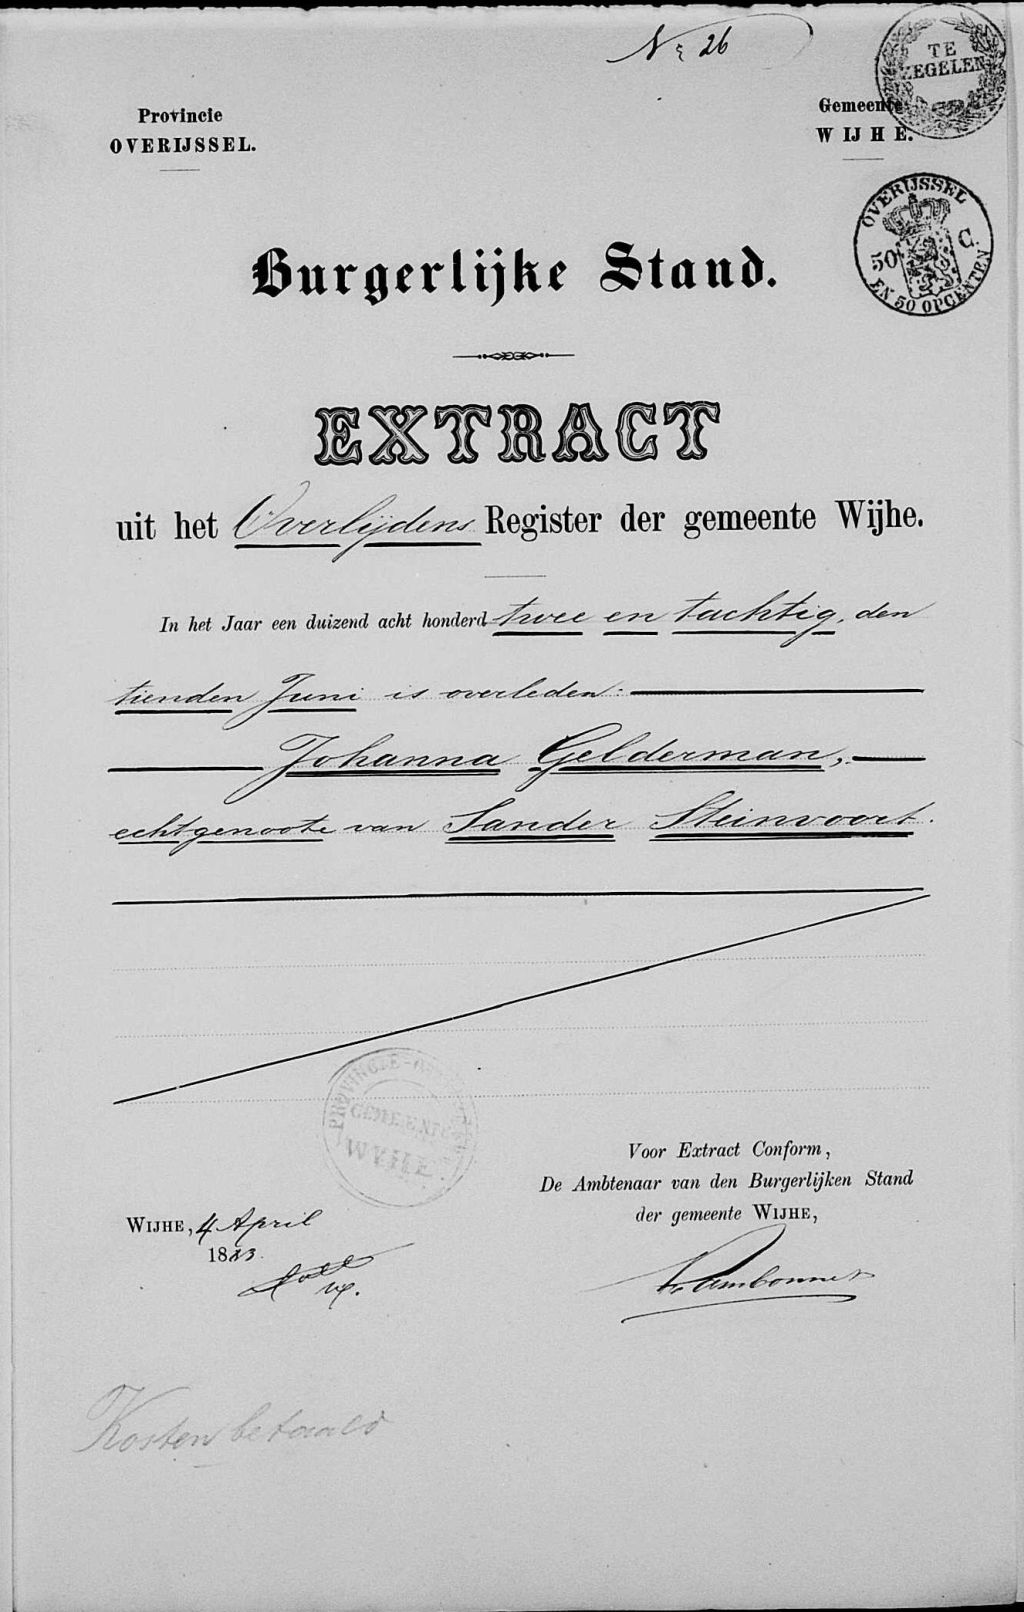 No 26
TE
ZEGELEN
Provincie
OVERIJSSEL.
Gemeente
WIJHE.
OVERIJSSEL
50 C.
EN 50 OPCENTEN
Burgerlijke Stand.
EXTRACT
uit het Overlijdens Register der gemeente Wijhe.
In het Jaar een duizend acht honderd twee en tachtig, den
tienden Juni is overleden:
Johanna Gelderman,
echtgenoote van Sander Steinvoort.
PROVINCIE
GEMEENTE
WYHE
Voor Extract Conform,
De Ambtenaar van den Burgerlijken Stand
der gemeente WIJHE,
WIJHE, 4 April
1883.
Kosten betaald